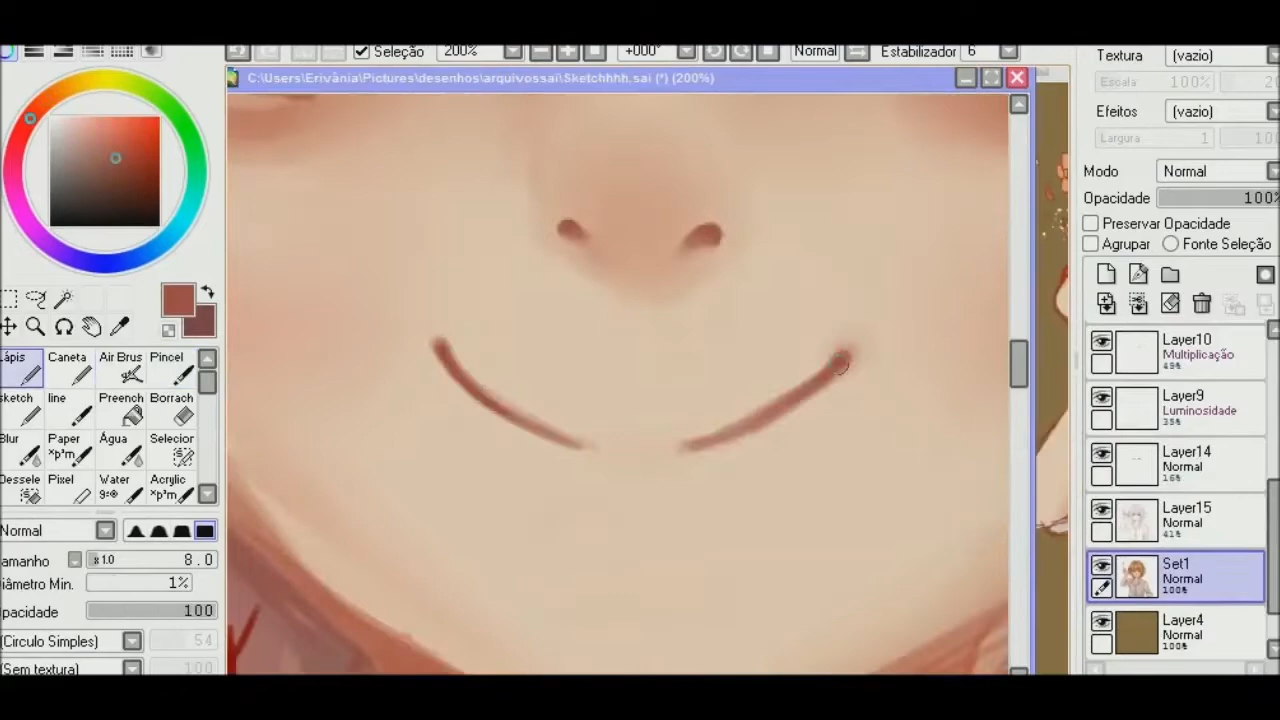 Seleção 200% +000° Normal Estabilizador 6
C:\Users\Erivânia\Pictures\desenhos\arquivossai\Sketchhhh.sai (*) (200%)
Textura (vazio)
Escala 100%
Efeitos (vazio)
Largura 1
Modo Normal
Opacidade 100%
Preservar Opacidade
Agrupar Fonte Seleção
Lápis Caneta Air Brus Pincel
sketch line Preench Borrach
Blur Paper Água Selecior
Dessele Pixel Water Acrylic
Normal
amanho x1.0 8.0
iâmetro Min. 1%
pacidade 100
(Circulo Simples) 54
(Sem textura) 100
Layer10
Multiplicação
45%
Layer9
Luminosidade
35%
Layer14
Normal
16%
Layer15
Normal
41%
Set1
Normal
100%
Layer4
Normal
100%